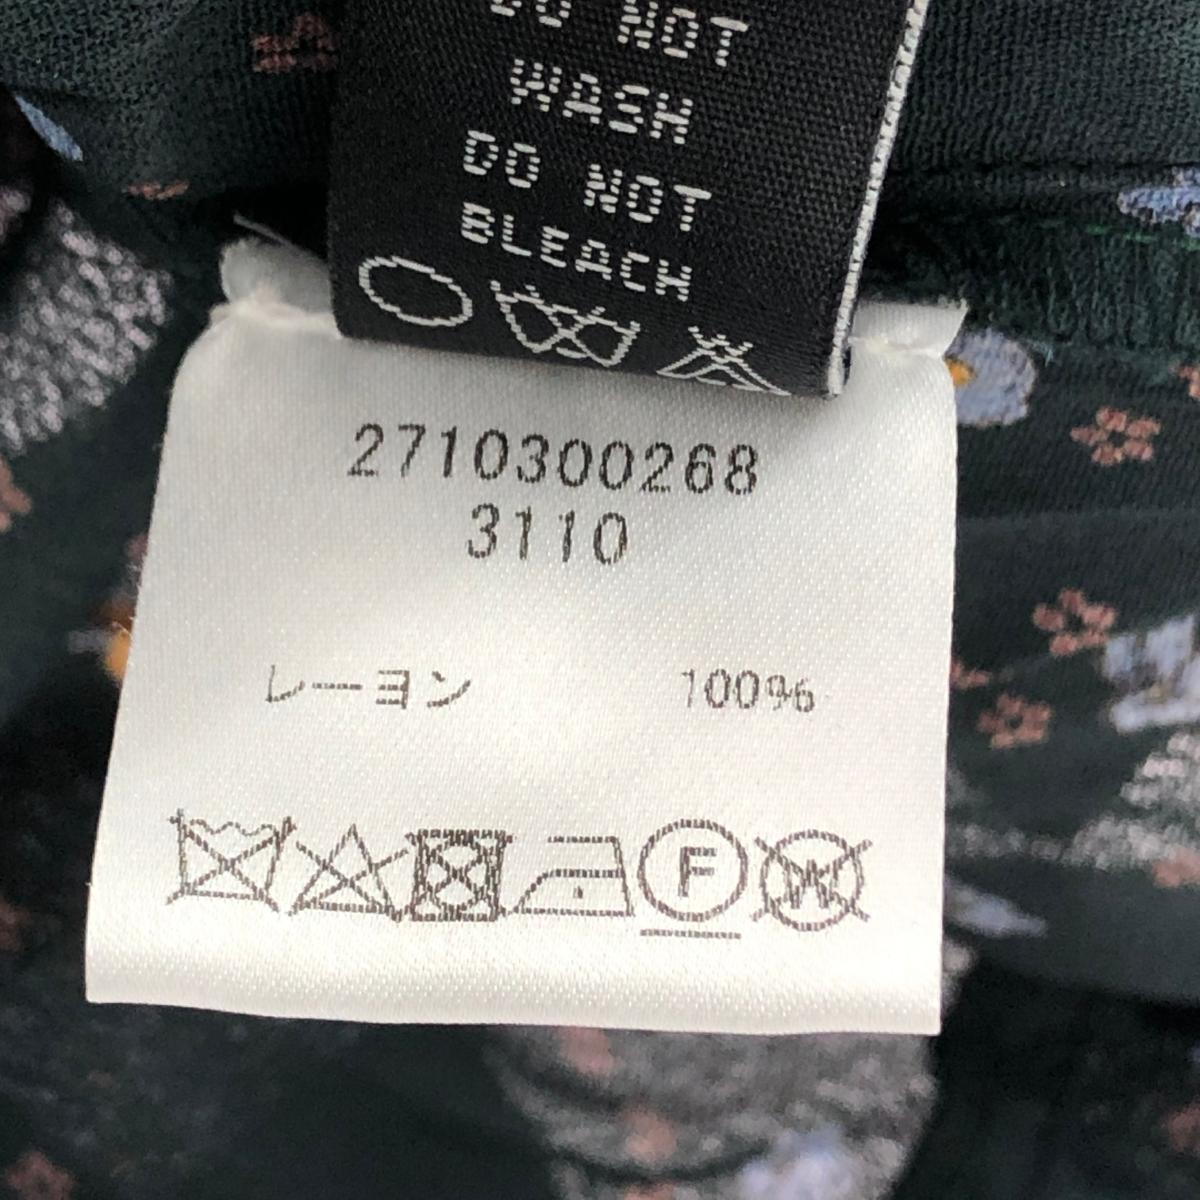 DO NOT
WASH
DO NOT
BLEACH
2710300268
3110
レーヨン 100%
F W